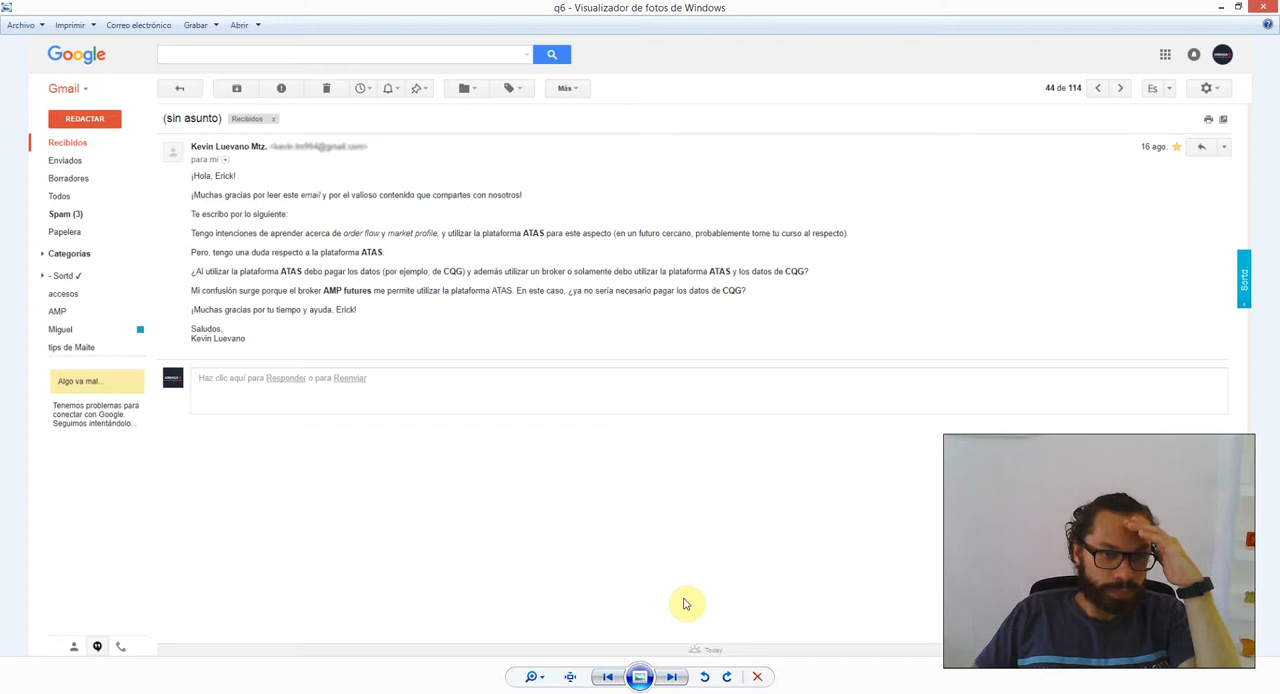 q6 - Visualizador de fotos de Windows
Archivo Imprimir Correo electrónico Grabar Abrir
Google
Gmail Más 44 de 114 Es
REDACTAR (sin asunto) Recibidos x
Recibidos
Enviados
Borradores
Todos
Spam (3)
Papelera
Categorías
- Sortd ✓
accesos
AMP
Miguel
tips de Maite
Algo va mal...
Tenemos problemas para
conectar con Google.
Seguimos intentándolo...
Kevin Luevano Mtz. 16 ago.
para mi
¡Hola, Erick!
¡Muchas gracias por leer este email y por el valioso contenido que compartes con nosotros!
Te escribo por lo siguiente:
Tengo intenciones de aprender acerca de order flow y market profile, y utilizar la plataforma ATAS para este aspecto (en un futuro cercano, probablemente tome tu curso al respecto).
Pero, tengo una duda respecto a la plataforma ATAS:
¿Al utilizar la plataforma ATAS debo pagar los datos (por ejemplo, de CQG) y además utilizar un broker o solamente debo utilizar la plataforma ATAS y los datos de CQG?
Mi confusión surge porque el broker AMP futures me permite utilizar la plataforma ATAS. En este caso, ¿ya no sería necesario pagar los datos de CQG?
¡Muchas gracias por tu tiempo y ayuda, Erick!
Saludos,
Kevin Luevano
Haz clic aquí para Responder o para Reenviar
Sortd
Today